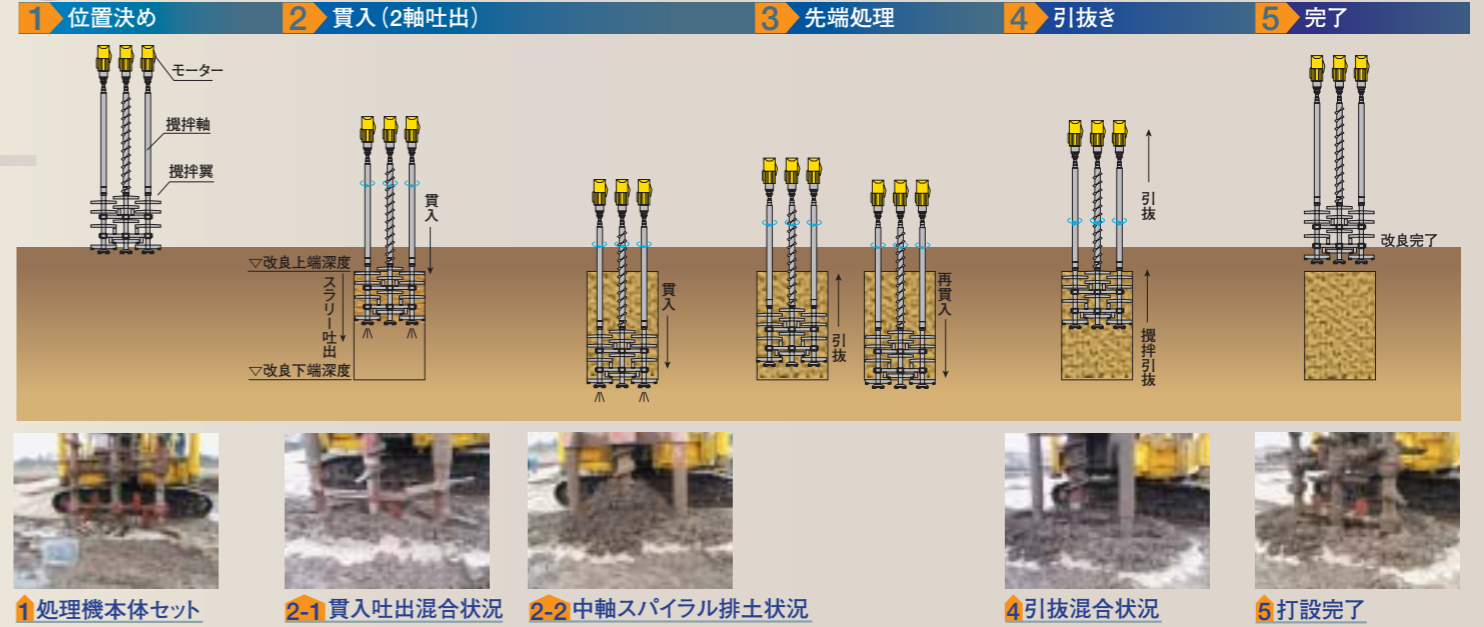 1 位置決め
2 貫入(2軸吐出)
3 先端処理
4 引抜き
5 完了
モーター
攪拌軸
攪拌翼
貫入
▽改良上端深度
スラリー吐出
▽改良下端深度
貫入
引抜
再貫入
引抜
攪拌引抜
改良完了
1 処理機本体セット
2-1 貫入吐出混合状況
2-2 中軸スパイラル排土状況
4 引抜混合状況
5 打設完了